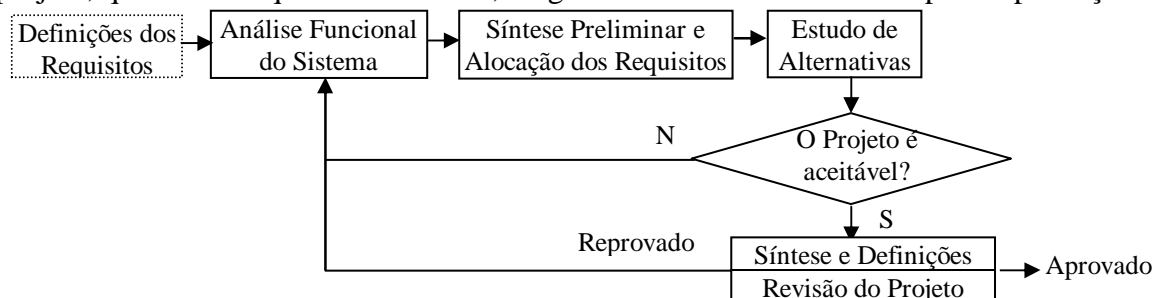 Definições dos
Requisitos
Análise Funcional
do Sistema
Síntese Preliminar e
Alocação dos Requisitos
Estudo de
Alternativas
N
O Projeto é
aceitável?
S
Reprovado
Síntese e Definições
Revisão do Projeto
Aprovado